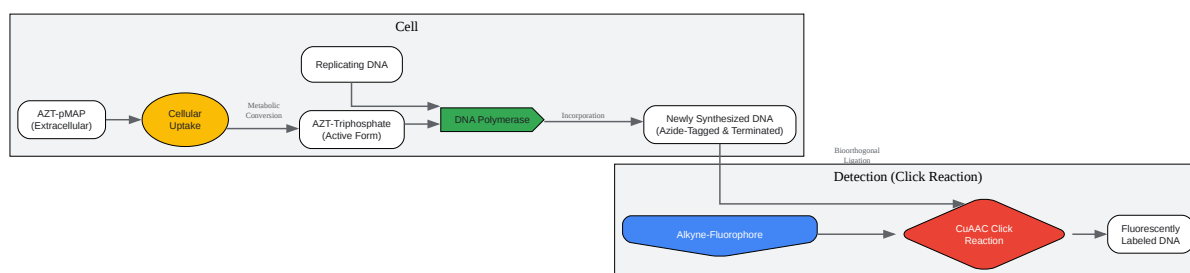 Cell
Replicating DNA
AZT-pMAP
(Extracellular)
Cellular
Uptake
Metabolic
Conversion
AZT-Triphosphate
(Active Form)
DNA Polymerase
Incorporation
Newly Synthesized DNA
(Azide-Tagged & Terminated)
Bioorthogonal
Ligation
Detection (Click Reaction)
Alkyne-Fluorophore
CuAAC Click
Reaction
Fluorescently
Labeled DNA